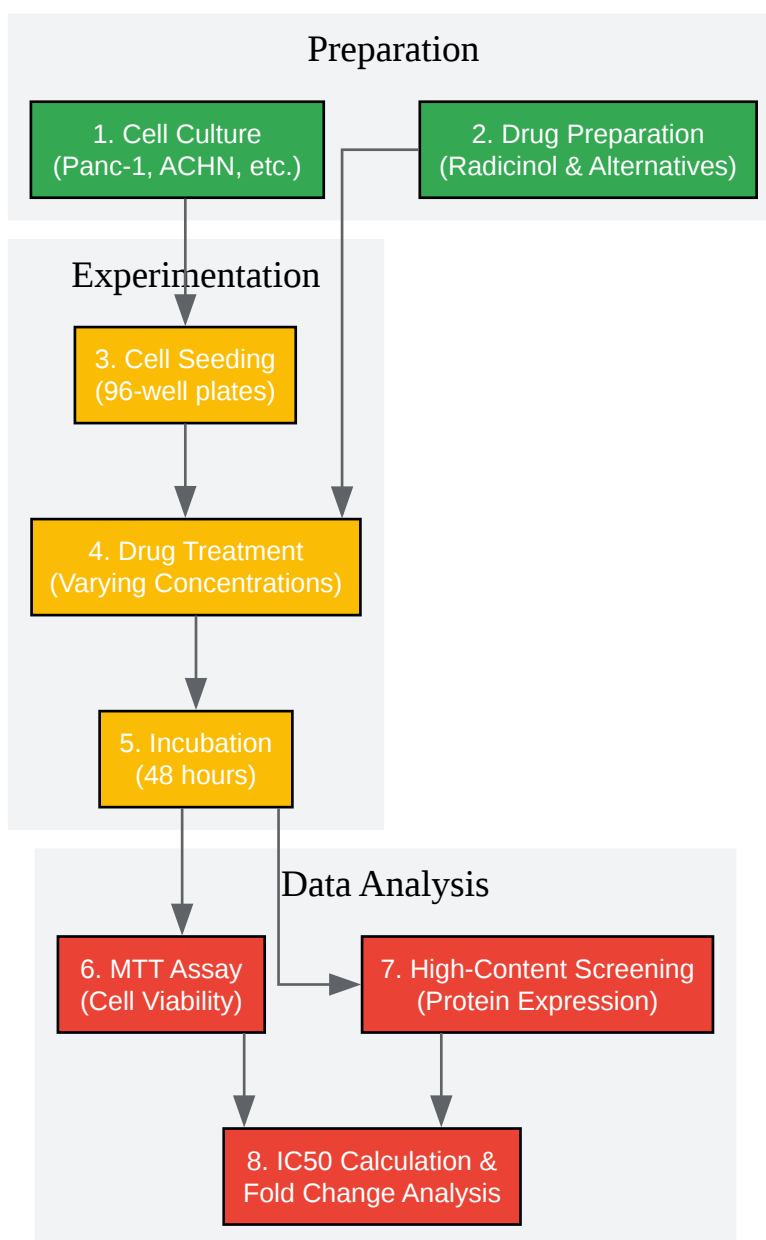 Preparation
1. Cell Culture
(Panc-1, ACHN, etc.)
2. Drug Preparation
(Radicinol & Alternatives)
Experimentation
3. Cell Seeding
(96-well plates)
4. Drug Treatment
(Varying Concentrations)
5. Incubation
(48 hours)
Data Analysis
6. MTT Assay
(Cell Viability)
7. High-Content Screening
(Protein Expression)
8. IC50 Calculation &
Fold Change Analysis